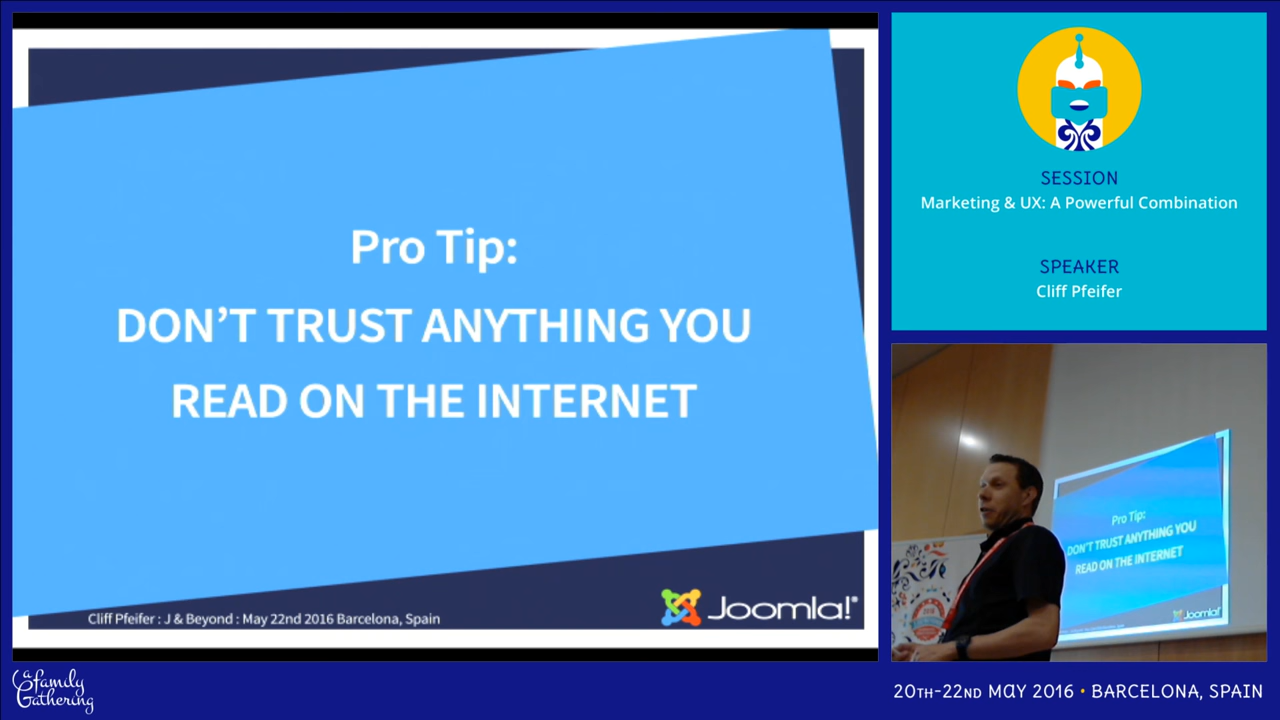 Pro Tip:
DON'T TRUST ANYTHING YOU
READ ON THE INTERNET
Cliff Pfeifer : J & Beyond : May 22nd 2016 Barcelona, Spain
Joomla!®
SESSION
Marketing & UX: A Powerful Combination
SPEAKER
Cliff Pfeifer
Pro Tip:
DON'T TRUST ANYTHING YOU
READ ON THE INTERNET
Joomla!
a family
Gathering
20TH-22ND MAY 2016 • BARCELONA, SPAIN